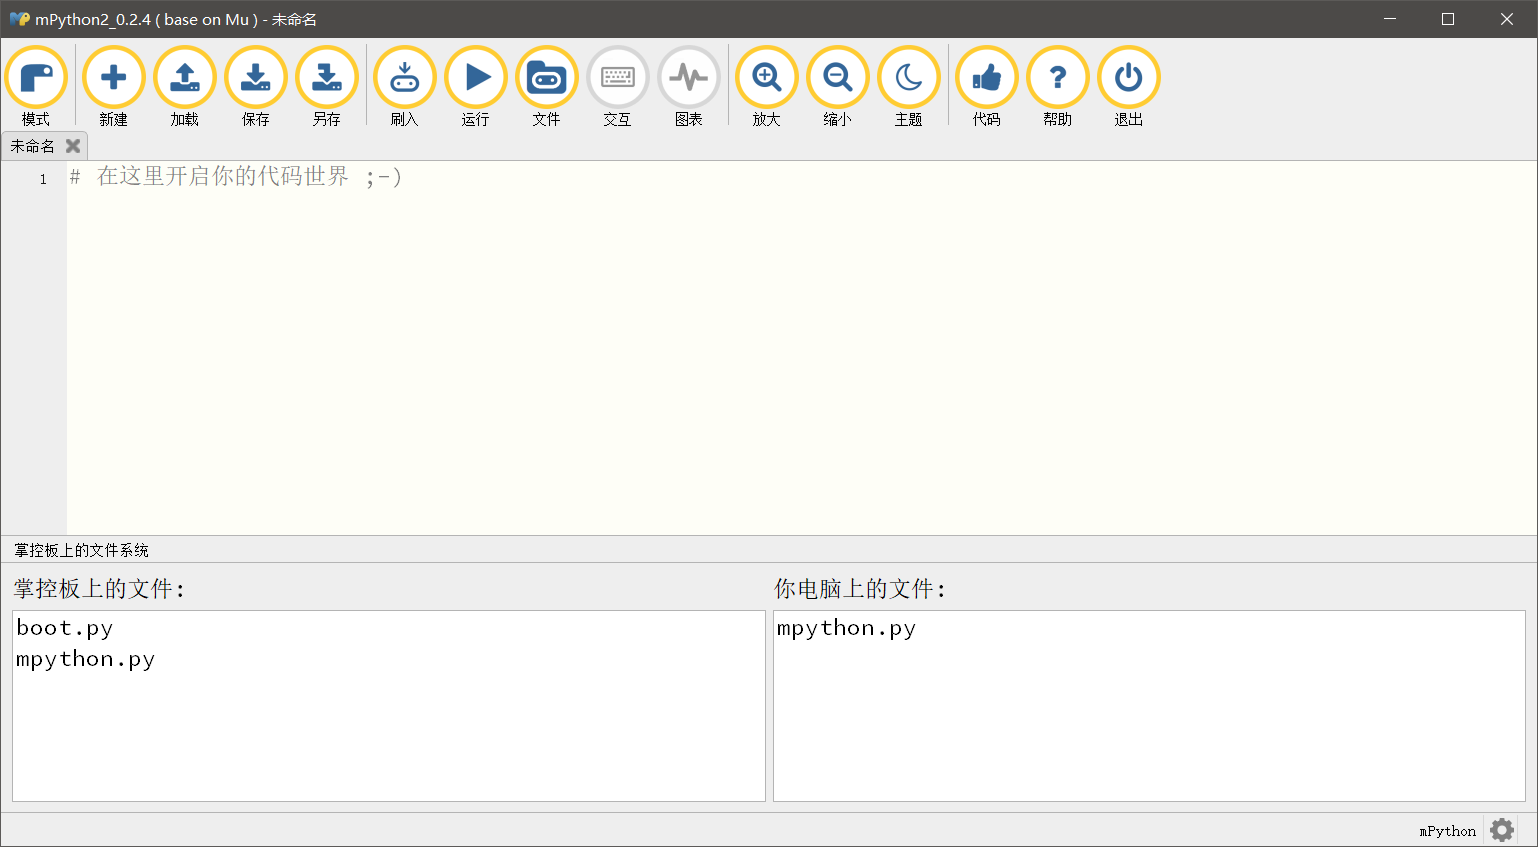 mPython2_0.2.4 ( base on Mu ) - 未命名
模式 新建 加载 保存 另存 刷入 运行 文件 交互 图表 放大 缩小 主题 代码 帮助 退出
未命名
1 # 在这里开启你的代码世界 ;-)
掌控板上的文件系统
掌控板上的文件: 你电脑上的文件:
boot.py mpython.py
mpython.py
mPython